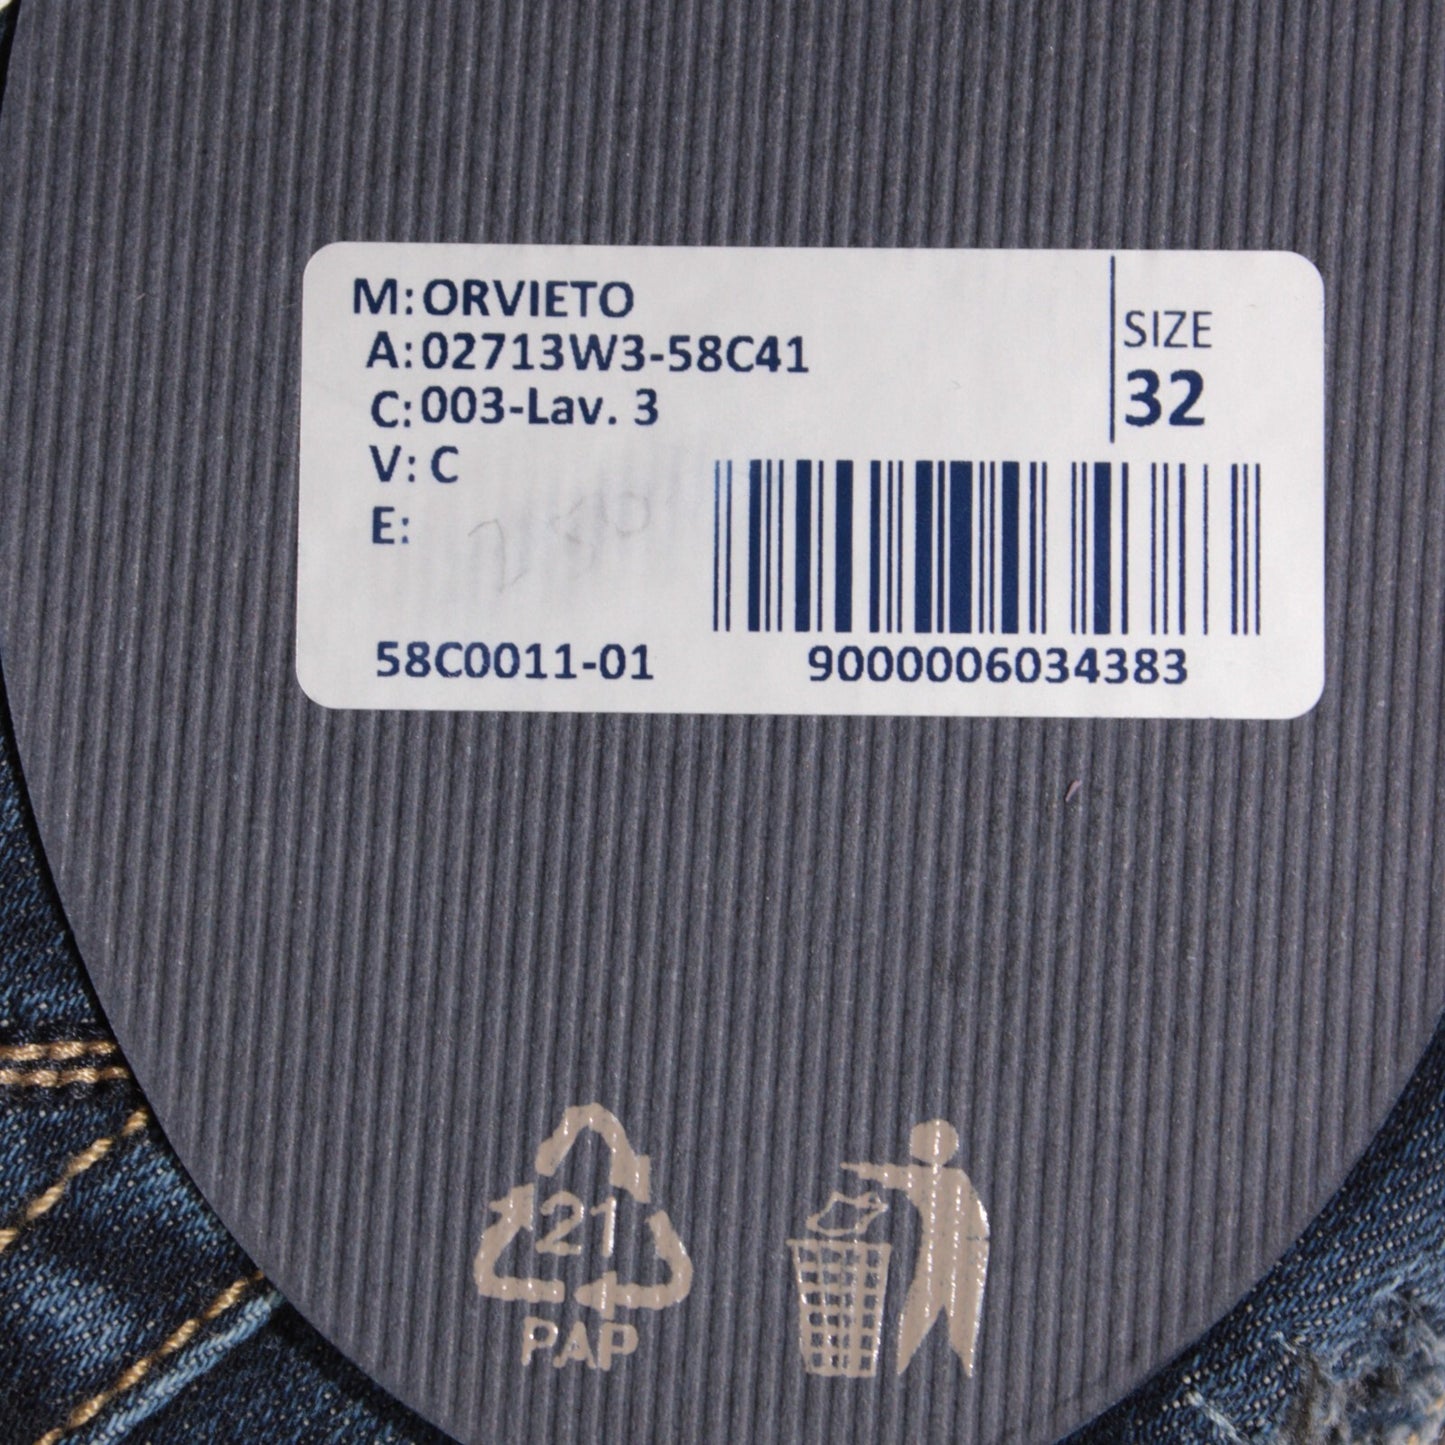 M: ORVIETO
A: 02713W3-58C41
C: 003-Lav. 3
V: C
E:
SIZE
32
58C0011-01
9000006034383
21
PAP